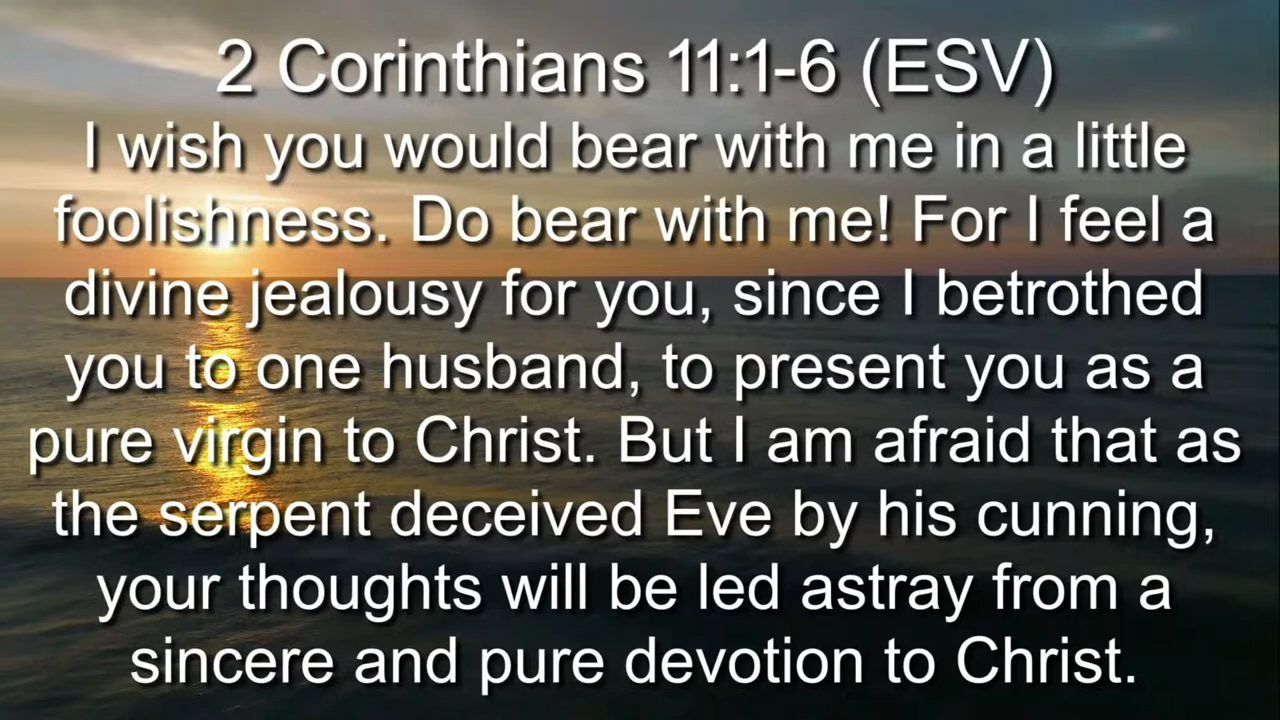 2 Corinthians 11:1-6 (ESV)
I wish you would bear with me in a little
foolishness. Do bear with me! For I feel a
divine jealousy for you, since I betrothed
you to one husband, to present you as a
pure virgin to Christ. But I am afraid that as
the serpent deceived Eve by his cunning,
your thoughts will be led astray from a
sincere and pure devotion to Christ.